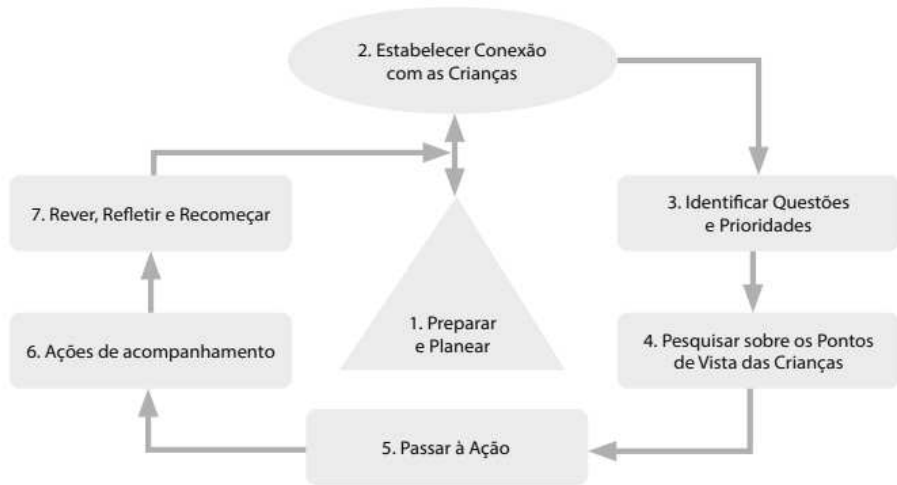 2. Estabelecer Conexão
com as Crianças
7. Rever, Refletir e Recomeçar
3. Identificar Questões
e Prioridades
1. Preparar
e Planear
6. Ações de acompanhamento
4. Pesquisar sobre os Pontos
de Vista das Crianças
5. Passar à Ação